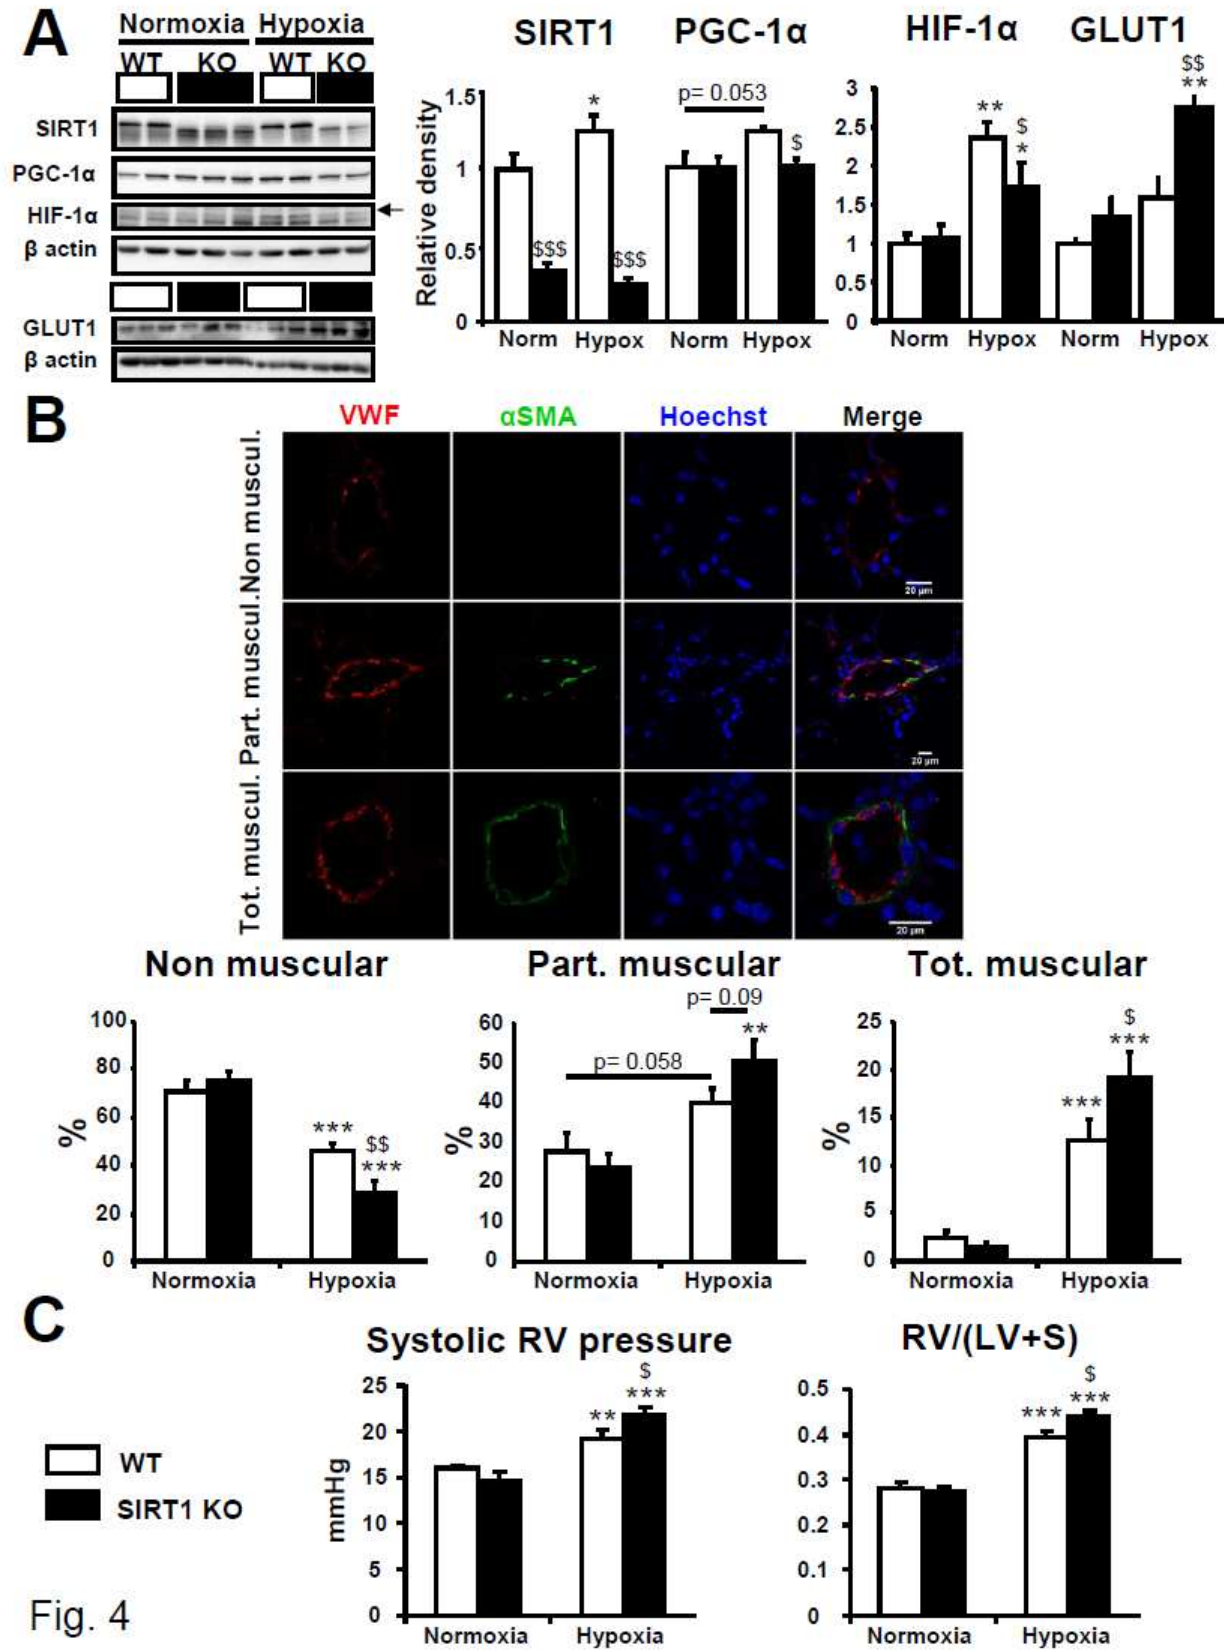 A
Normoxia Hypoxia
WT KO WT KO
SIRT1
PGC-1α
HIF-1α
β actin
GLUT1
β actin
SIRT1 PGC-1α
Relative density
1.5
1
0.5
0
*
$$$
$$$
p= 0.053
$
Norm Hypox Norm Hypox
HIF-1α GLUT1
3
2.5
2
1.5
1
0.5
0
**
$
*
$$
**
Norm Hypox Norm Hypox
B
VWF αSMA Hoechst Merge
Non muscul.
20 µm
Part. muscul.
20 µm
Tot. muscul.
20 µm
Non muscular
%
100
80
60
40
20
0
***
$$
***
Normoxia Hypoxia
Part. muscular
%
60
50
40
30
20
10
0
p= 0.058
p= 0.09
**
Normoxia Hypoxia
Tot. muscular
%
25
20
15
10
5
0
***
$
***
Normoxia Hypoxia
C
WT
SIRT1 KO
Systolic RV pressure
mmHg
25
20
15
10
5
0
**
$
***
Normoxia Hypoxia
RV/(LV+S)
0.5
0.4
0.3
0.2
0.1
0
***
$
***
Normoxia Hypoxia
Fig. 4